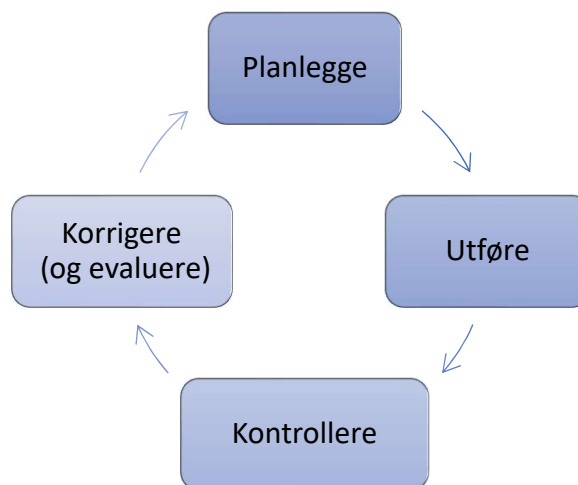 Planlegge
Utføre
Kontrollere
Korrigere
(og evaluere)